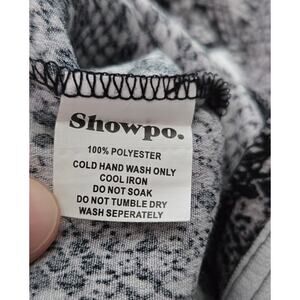 Showpo.
100% POLYESTER
COLD HAND WASH ONLY
COOL IRON
DO NOT SOAK
DO NOT TUMBLE DRY
WASH SEPERATELY